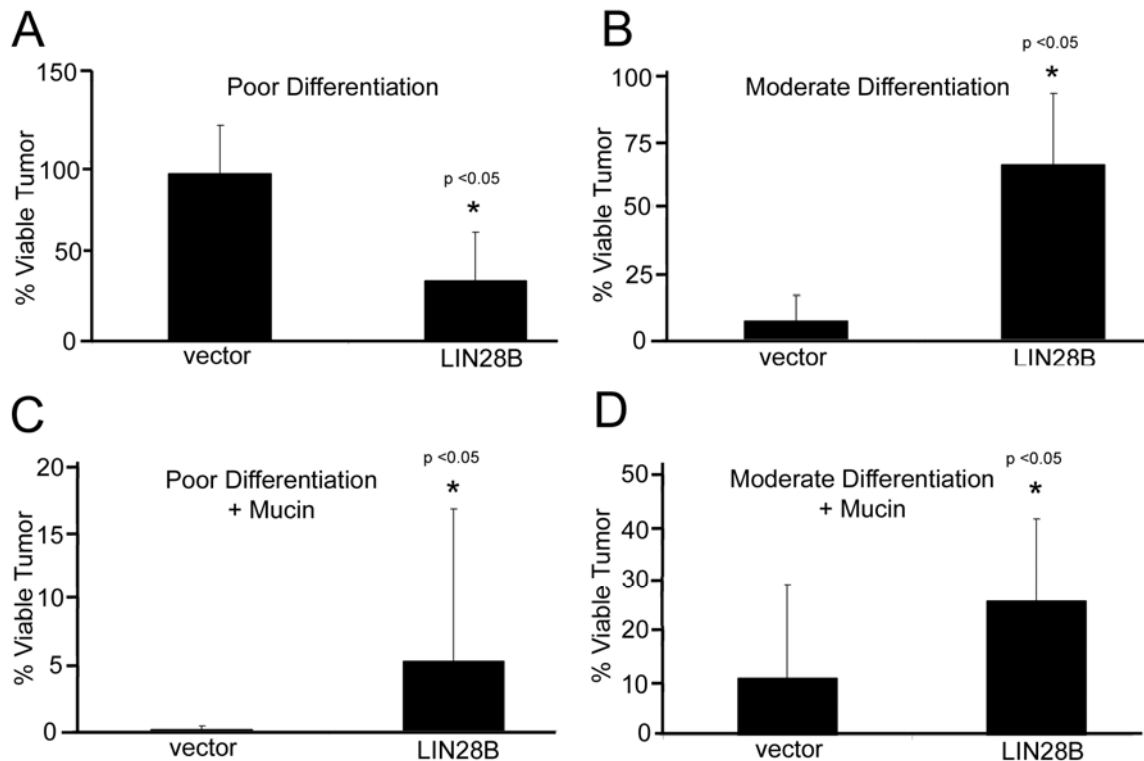 A
% Viable Tumor
150
100
50
0
Poor Differentiation
p <0.05
*
vector
LIN28B
B
% Viable Tumor
100
75
50
25
0
Moderate Differentiation
p <0.05
*
vector
LIN28B
C
% Viable Tumor
20
15
10
5
0
Poor Differentiation
+ Mucin
p <0.05
*
vector
LIN28B
D
% Viable Tumor
50
40
30
20
10
0
Moderate Differentiation
+ Mucin
p <0.05
*
vector
LIN28B